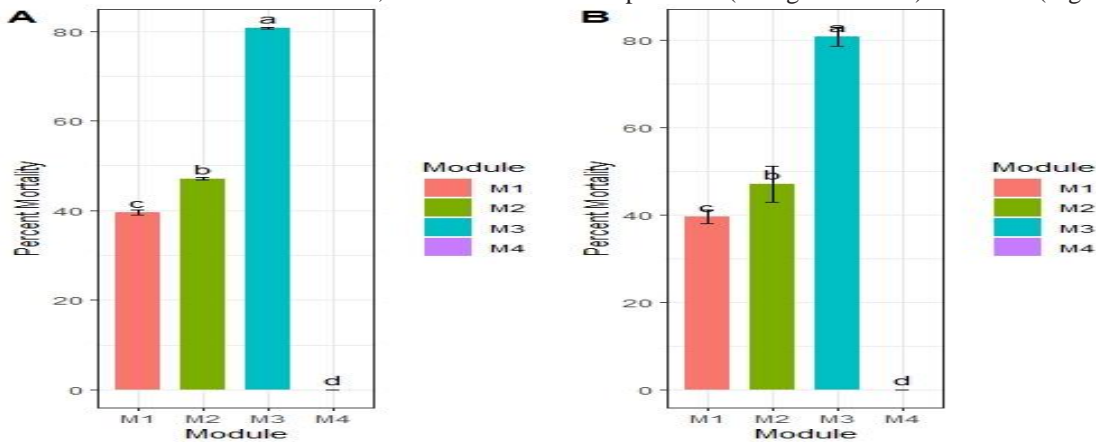 A
a
80
60
Percent Mortality
b
c
40
20
d
0
M1 M2 M3 M4
Module
Module
M1
M2
M3
M4
B
a
80
60
Percent Mortality
b
c
40
20
d
0
M1 M2 M3 M4
Module
Module
M1
M2
M3
M4